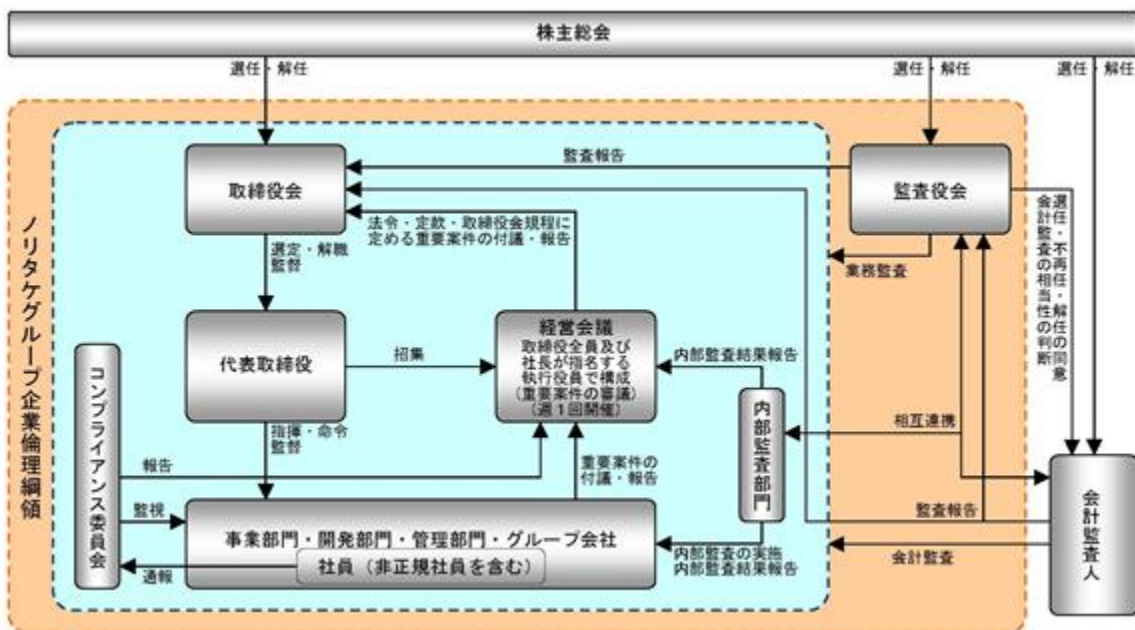 株主総会
選任・解任
選任・解任
選任・解任
ノリタケグループ企業倫理綱領
取締役会
監査報告
監査役会
法令・定款・取締役会規程に
定める重要案件の付議・報告
選定・解職
監督
業務監査
選任・不再任・解任の同意
会計監査の相当性の判断
代表取締役
招集
経営会議
取締役全員及び
社長が指名する
執行役員で構成
(重要案件の審議)
(週1回開催)
内部監査結果報告
内部監査部門
相互連携
コンプライアンス委員会
指揮・命令
監督
報告
重要案件の
付議・報告
監視
事業部門・開発部門・管理部門・グループ会社
社員(非正規社員を含む)
通報
内部監査の実施
内部監査結果報告
監査報告
会計監査
会計監査人